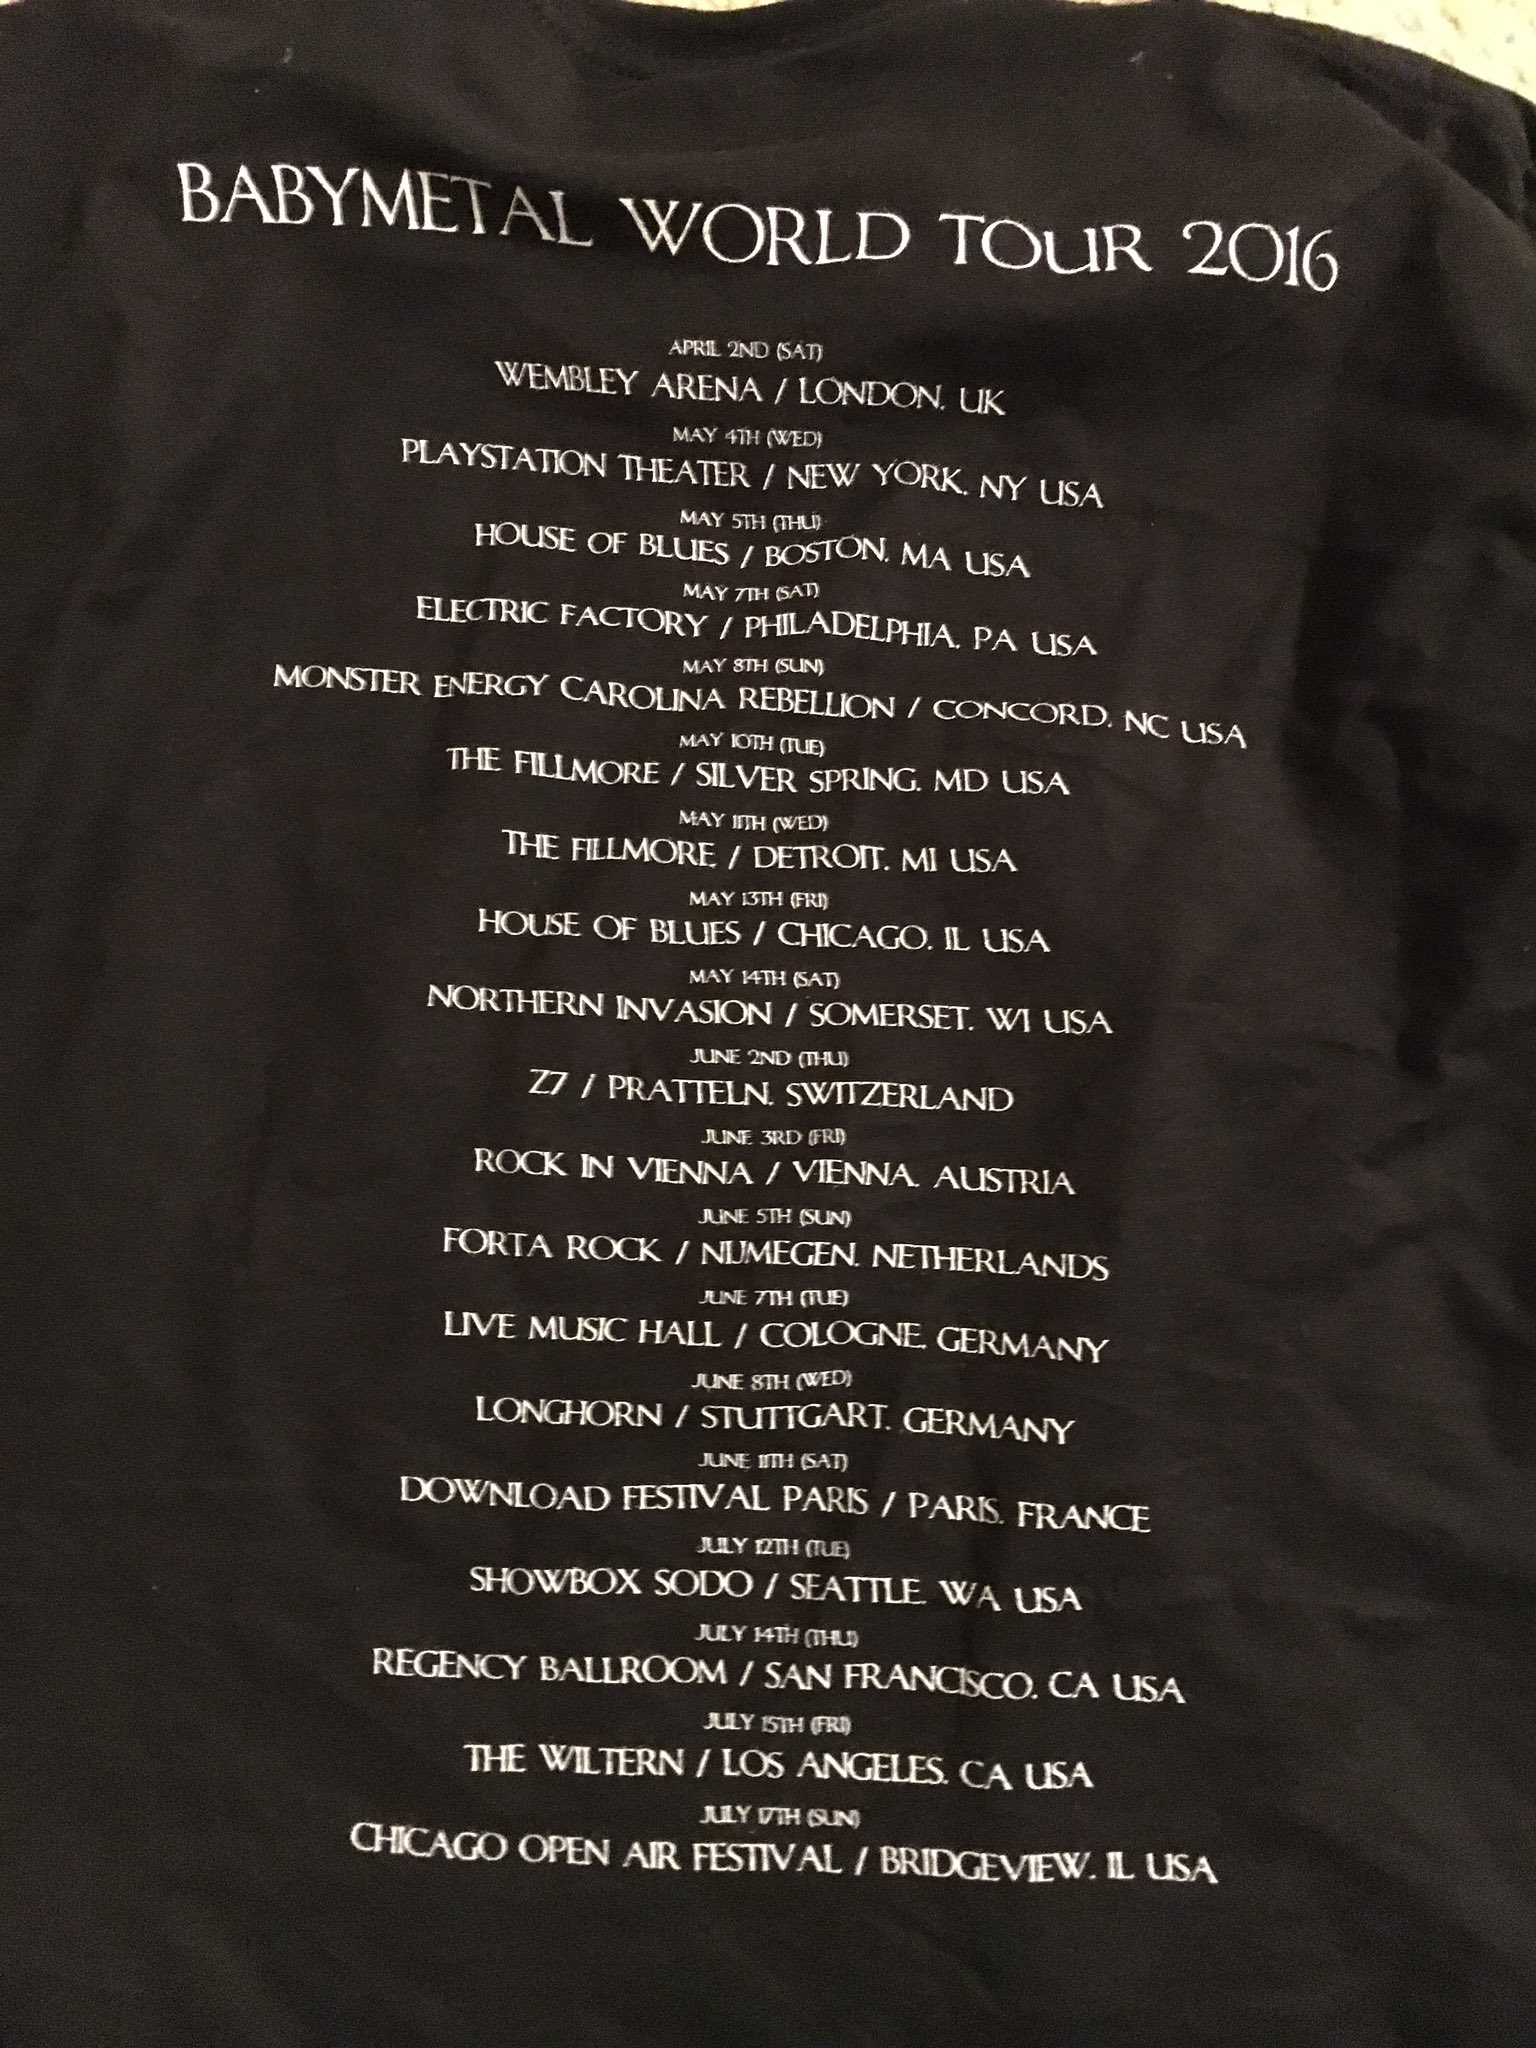 BABYMETAL WORLD TOUR 2016
APRIL 2ND (SAT)
WEMBLEY ARENA / LONDON, UK
MAY 4TH (WED)
PLAYSTATION THEATER / NEW YORK, NY USA
MAY 5TH (THU)
HOUSE OF BLUES / BOSTON, MA USA
MAY 7TH (SAT)
ELECTRIC FACTORY / PHILADELPHIA, PA USA
MAY 8TH (SUN)
MONSTER ENERGY CAROLINA REBELLION / CONCORD, NC USA
MAY 10TH (TUE)
THE FILLMORE / SILVER SPRING, MD USA
MAY 11TH (WED)
THE FILLMORE / DETROIT, MI USA
MAY 13TH (FRI)
HOUSE OF BLUES / CHICAGO, IL USA
MAY 14TH (SAT)
NORTHERN INVASION / SOMERSET, WI USA
JUNE 2ND (THU)
Z7 / PRATTELN, SWITZERLAND
JUNE 3RD (FRI)
ROCK IN VIENNA / VIENNA, AUSTRIA
JUNE 5TH (SUN)
FORTA ROCK / NIJMEGEN, NETHERLANDS
JUNE 7TH (TUE)
LIVE MUSIC HALL / COLOGNE, GERMANY
JUNE 8TH (WED)
LONGHORN / STUTTGART, GERMANY
JUNE 11TH (SAT)
DOWNLOAD FESTIVAL PARIS / PARIS, FRANCE
JULY 12TH (TUE)
SHOWBOX SODO / SEATTLE, WA USA
JULY 14TH (THU)
REGENCY BALLROOM / SAN FRANCISCO, CA USA
JULY 15TH (FRI)
THE WILTERN / LOS ANGELES, CA USA
JULY 17TH (SUN)
CHICAGO OPEN AIR FESTIVAL / BRIDGEVIEW, IL USA